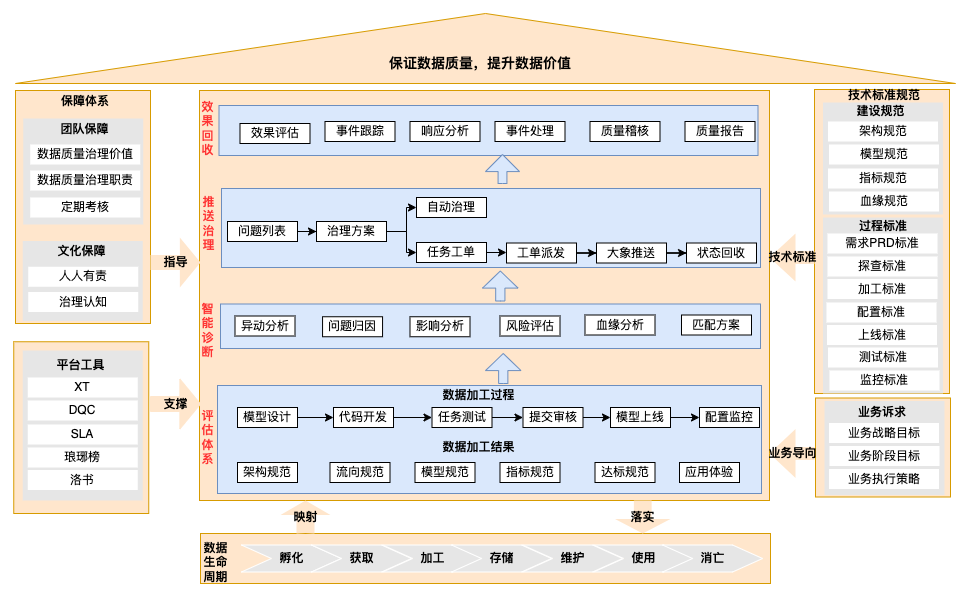 保证数据质量，提升数据价值
保障体系
团队保障
数据质量治理价值
数据质量治理职责
定期考核
文化保障
人人有责
治理认知
指导
平台工具
XT
DQC
SLA
琅琊榜
洛书
支撑
效果回收
效果评估
事件跟踪
响应分析
事件处理
质量稽核
质量报告
推送治理
问题列表
治理方案
自动治理
任务工单
工单派发
大象推送
状态回收
智能诊断
异动分析
问题归因
影响分析
风险评估
血缘分析
匹配方案
评估体系
数据加工过程
模型设计
代码开发
任务测试
提交审核
模型上线
配置监控
数据加工结果
架构规范
流向规范
模型规范
指标规范
达标规范
应用体验
技术标准规范
建设规范
架构规范
模型规范
指标规范
血缘规范
过程标准
需求PRD标准
探查标准
加工标准
配置标准
上线标准
测试标准
监控标准
技术标准
业务诉求
业务战略目标
业务阶段目标
业务执行策略
业务导向
映射
落实
数据
生命
周期
孵化
获取
加工
存储
维护
使用
消亡